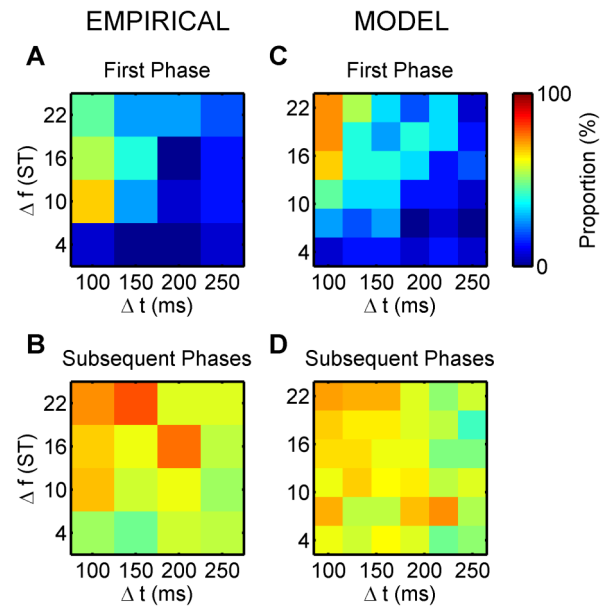 EMPIRICAL
MODEL
A
First Phase
22
16
10
4
Δ f (ST)
100 150 200 250
Δ t (ms)
C
First Phase
22
16
10
4
100 150 200 250
Δ t (ms)
100
0
Proportion (%)
B
Subsequent Phases
22
16
10
4
Δ f (ST)
100 150 200 250
Δ t (ms)
D
Subsequent Phases
22
16
10
4
100 150 200 250
Δ t (ms)